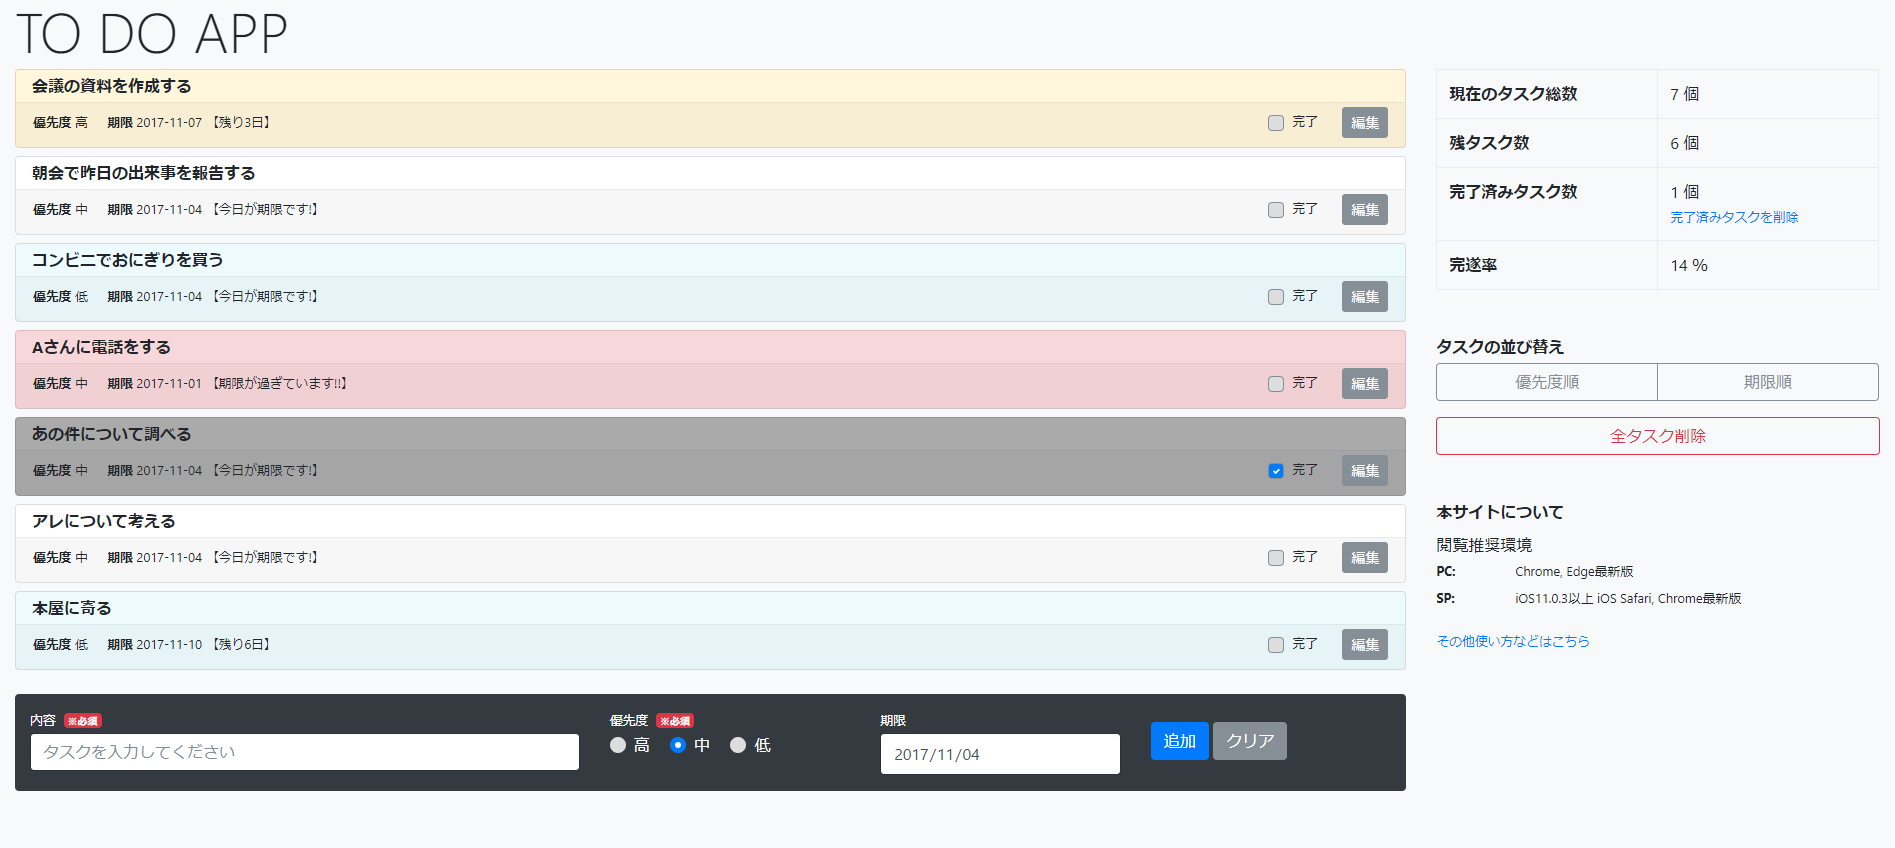 TO DO APP
会議の資料を作成する
優先度 高 期限 2017-11-07 【残り3日】 完了 編集
朝会で昨日の出来事を報告する
優先度 中 期限 2017-11-04 【今日が期限です!】 完了 編集
コンビニでおにぎりを買う
優先度 低 期限 2017-11-04 【今日が期限です!】 完了 編集
Aさんに電話をする
優先度 中 期限 2017-11-01 【期限が過ぎています!!】 完了 編集
あの件について調べる
優先度 中 期限 2017-11-04 【今日が期限です!】 完了 編集
アレについて考える
優先度 中 期限 2017-11-04 【今日が期限です!】 完了 編集
本屋に寄る
優先度 低 期限 2017-11-10 【残り6日】 完了 編集
内容 ※必須 優先度 ※必須 期限
タスクを入力してください 高 中 低 2017/11/04 追加 クリア
現在のタスク総数 7 個
残タスク数 6 個
完了済みタスク数 1 個
完了済みタスクを削除
完遂率 14 %
タスクの並び替え
優先度順 期限順
全タスク削除
本サイトについて
閲覧推奨環境
PC: Chrome, Edge最新版
SP: iOS11.0.3以上 iOS Safari, Chrome最新版
その他使い方などはこちら